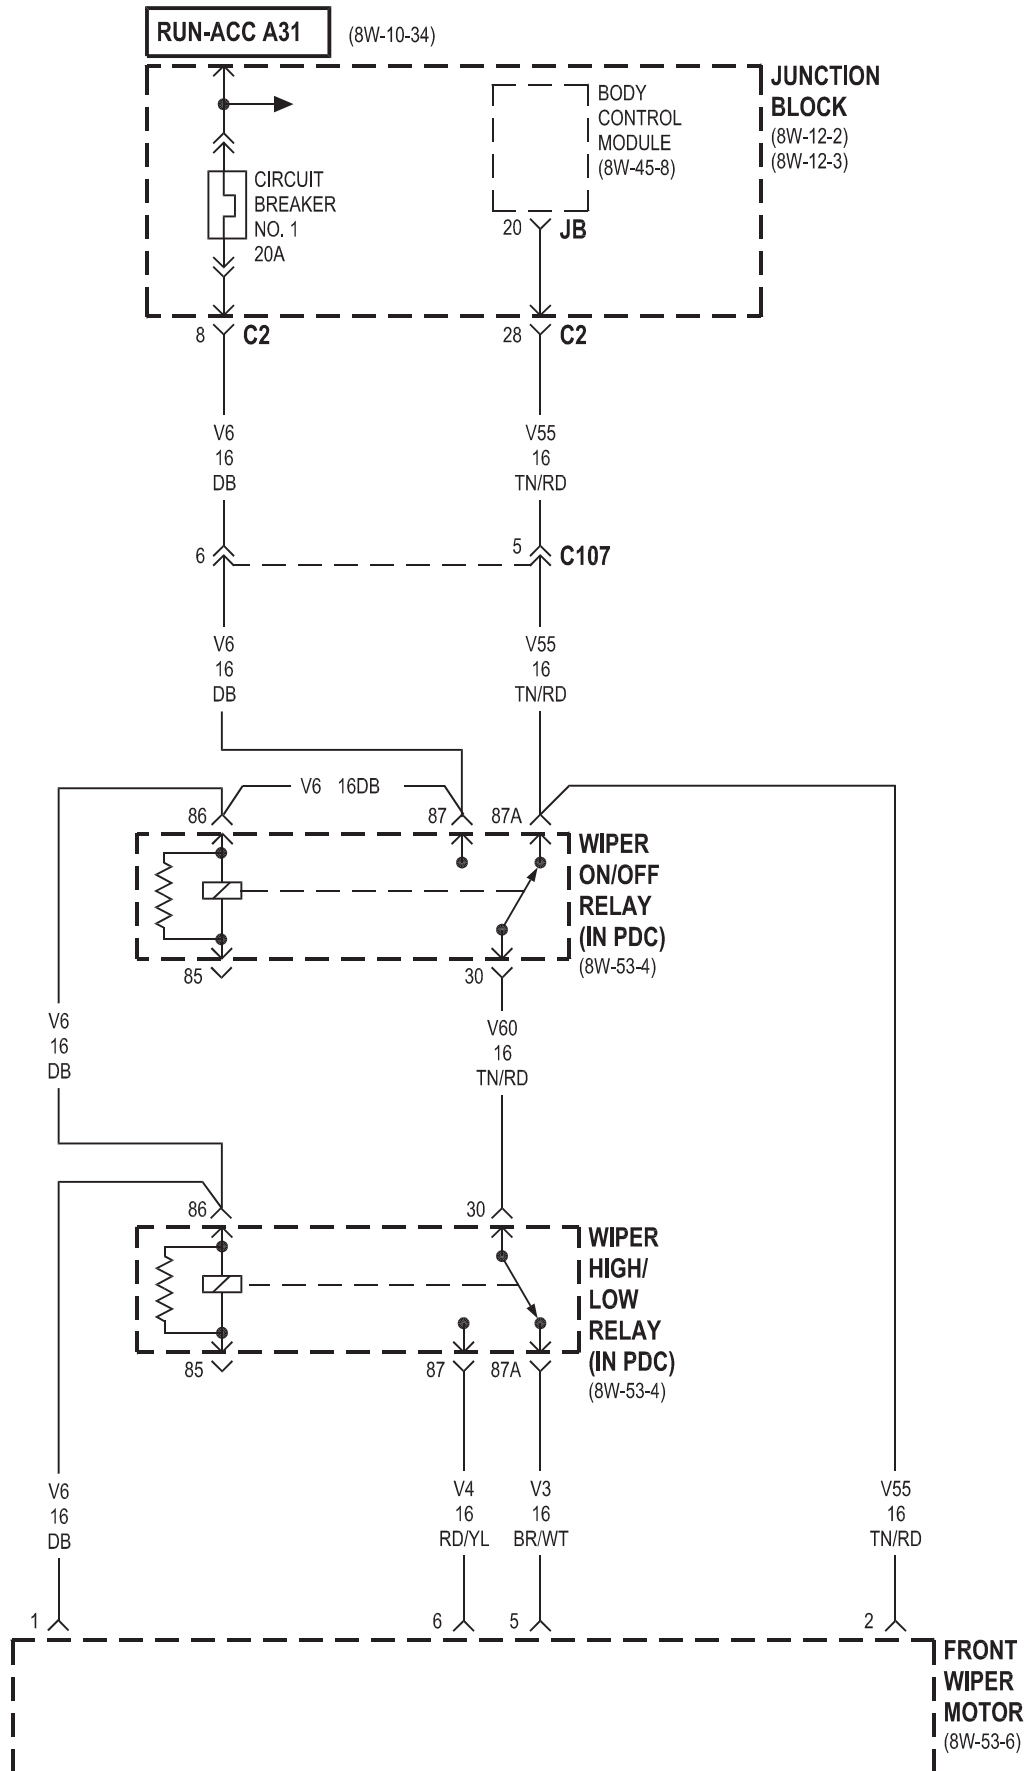 RUN-ACC A31
(8W-10-34)
JUNCTION
BLOCK
(8W-12-2)
(8W-12-3)
BODY
CONTROL
MODULE
(8W-45-8)
CIRCUIT
BREAKER
NO. 1
20A
20 JB
8 C2
28 C2
V6
16
DB
V55
16
TN/RD
6
5 C107
V6
16
DB
V55
16
TN/RD
V6 16DB
86
87
87A
WIPER
ON/OFF
RELAY
(IN PDC)
(8W-53-4)
85
30
V6
16
DB
V60
16
TN/RD
86
30
WIPER
HIGH/
LOW
RELAY
(IN PDC)
(8W-53-4)
85
87
87A
V6
16
DB
V4
16
RD/YL
V3
16
BR/WT
V55
16
TN/RD
1
6
5
2
FRONT
WIPER
MOTOR
(8W-53-6)